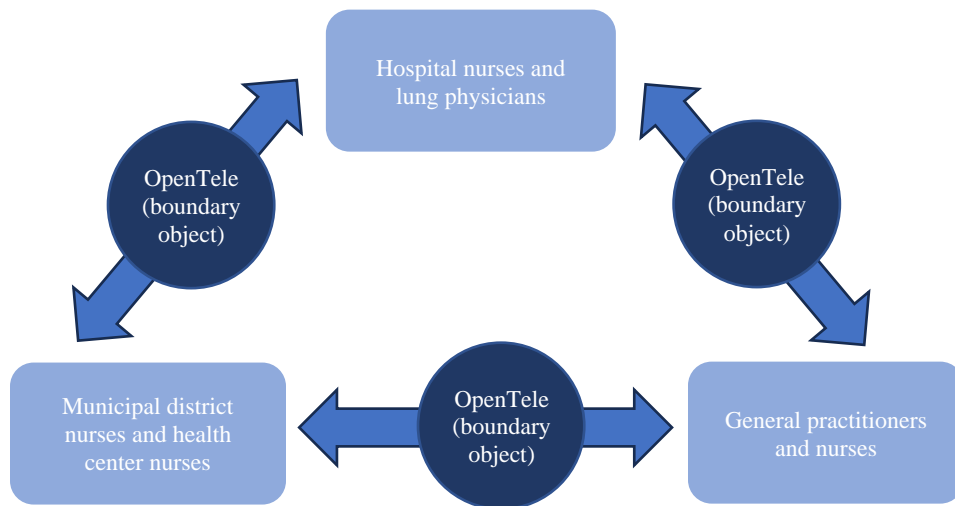 Hospital nurses and
lung physicians
OpenTele
(boundary
object)
OpenTele
(boundary
object)
Municipal district
nurses and health
center nurses
OpenTele
(boundary
object)
General practitioners
and nurses